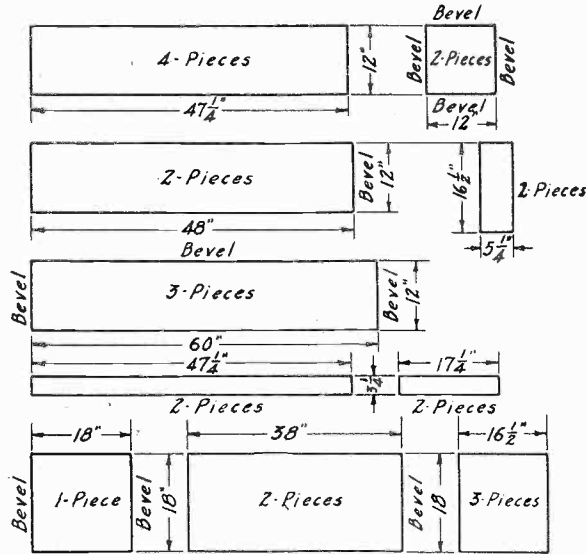 Bevel
4-Pieces
12"
Bevel
2-Pieces
Bevel
47 1/4"
Bevel
12"
2-Pieces
Bevel
12"
16 1/2"
2-Pieces
48"
5 1/4"
Bevel
Bevel
3-Pieces
Bevel
12"
60"
47 1/4"
17 1/4"
2-Pieces
2-Pieces
18"
38"
16 1/2"
Bevel
1-Piece
Bevel
18"
2-Pieces
Bevel
18
3-Pieces